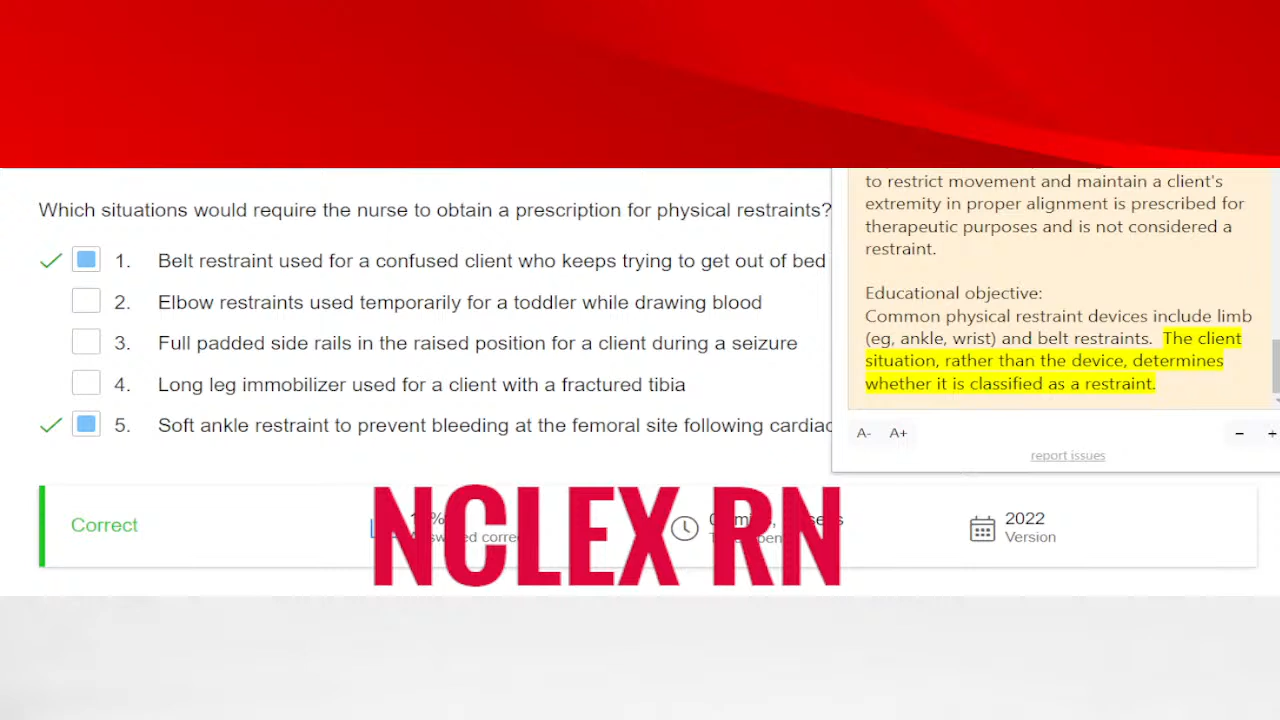 to restrict movement and maintain a client's
extremity in proper alignment is prescribed for
therapeutic purposes and is not considered a
restraint.
Educational objective:
Common physical restraint devices include limb
(eg, ankle, wrist) and belt restraints. The client
situation, rather than the device, determines
whether it is classified as a restraint.
A- A+
− +
report issues
Which situations would require the nurse to obtain a prescription for physical restraints?
1. Belt restraint used for a confused client who keeps trying to get out of bed
2. Elbow restraints used temporarily for a toddler while drawing blood
3. Full padded side rails in the raised position for a client during a seizure
4. Long leg immobilizer used for a client with a fractured tibia
5. Soft ankle restraint to prevent bleeding at the femoral site following cardiac
Correct
NCLEX RN
2022
Version